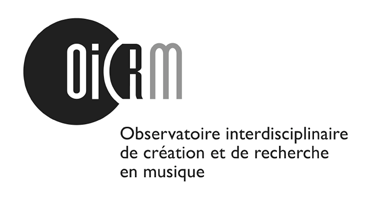 OiCRM
Observatoire interdisciplinaire
de création et de recherche
en musique